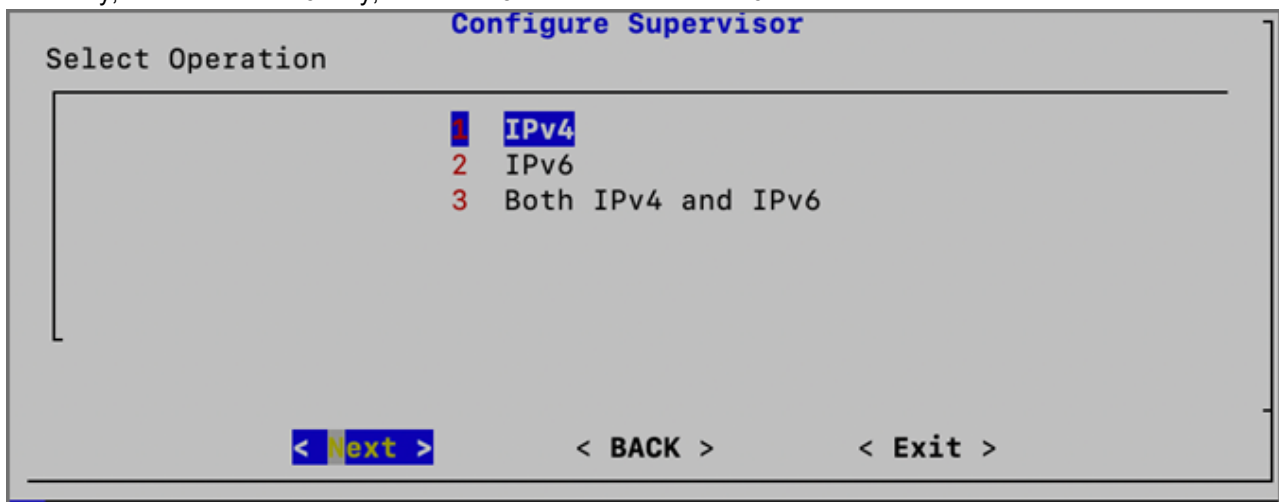 Configure Supervisor
Select Operation
1 IPv4
2 IPv6
3 Both IPv4 and IPv6
< Next > < BACK > < Exit >